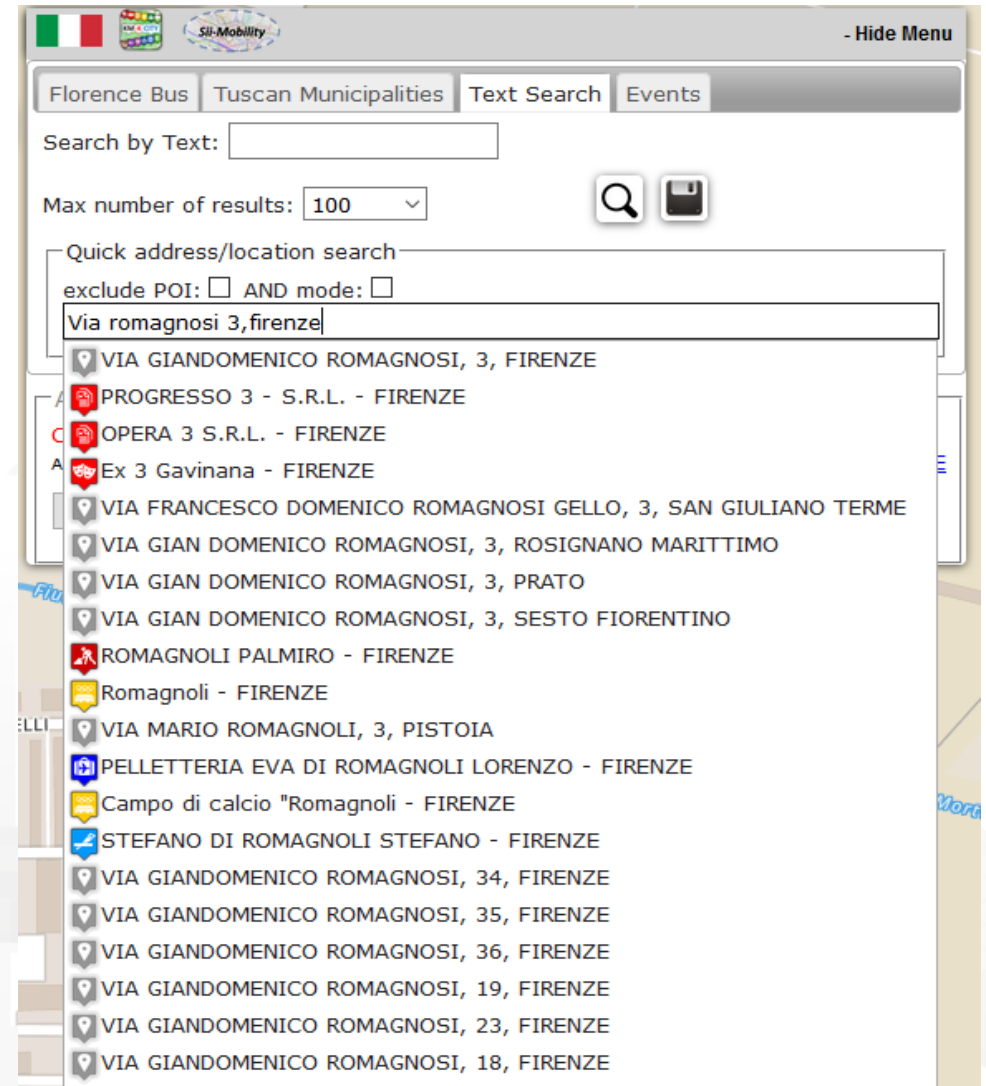 KM 4 CITY
Sii-Mobility
- Hide Menu
Florence Bus Tuscan Municipalities Text Search Events
Search by Text:
Max number of results: 100
Quick address/location search
exclude POI: AND mode:
Via romagnosi 3,firenze
VIA GIANDOMENICO ROMAGNOSI, 3, FIRENZE
PROGRESSO 3 - S.R.L. - FIRENZE
OPERA 3 S.R.L. - FIRENZE
Ex 3 Gavinana - FIRENZE
VIA FRANCESCO DOMENICO ROMAGNOSI GELLO, 3, SAN GIULIANO TERME
VIA GIAN DOMENICO ROMAGNOSI, 3, ROSIGNANO MARITTIMO
VIA GIAN DOMENICO ROMAGNOSI, 3, PRATO
VIA GIAN DOMENICO ROMAGNOSI, 3, SESTO FIORENTINO
ROMAGNOLI PALMIRO - FIRENZE
Romagnoli - FIRENZE
VIA MARIO ROMAGNOLI, 3, PISTOIA
PELLETTERIA EVA DI ROMAGNOLI LORENZO - FIRENZE
Campo di calcio "Romagnoli - FIRENZE
STEFANO DI ROMAGNOLI STEFANO - FIRENZE
VIA GIANDOMENICO ROMAGNOSI, 34, FIRENZE
VIA GIANDOMENICO ROMAGNOSI, 35, FIRENZE
VIA GIANDOMENICO ROMAGNOSI, 36, FIRENZE
VIA GIANDOMENICO ROMAGNOSI, 19, FIRENZE
VIA GIANDOMENICO ROMAGNOSI, 23, FIRENZE
VIA GIANDOMENICO ROMAGNOSI, 18, FIRENZE